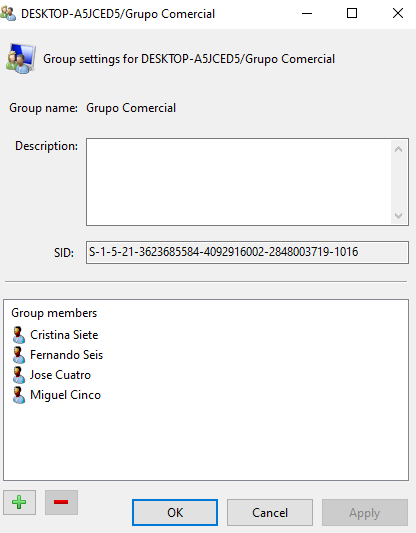 DESKTOP-A5JCED5/Grupo Comercial
Group settings for DESKTOP-A5JCED5/Grupo Comercial
Group name: Grupo Comercial
Description:
SID: S-1-5-21-3623685584-4092916002-2848003719-1016
Group members
Cristina Siete
Fernando Seis
Jose Cuatro
Miguel Cinco
OK Cancel Apply